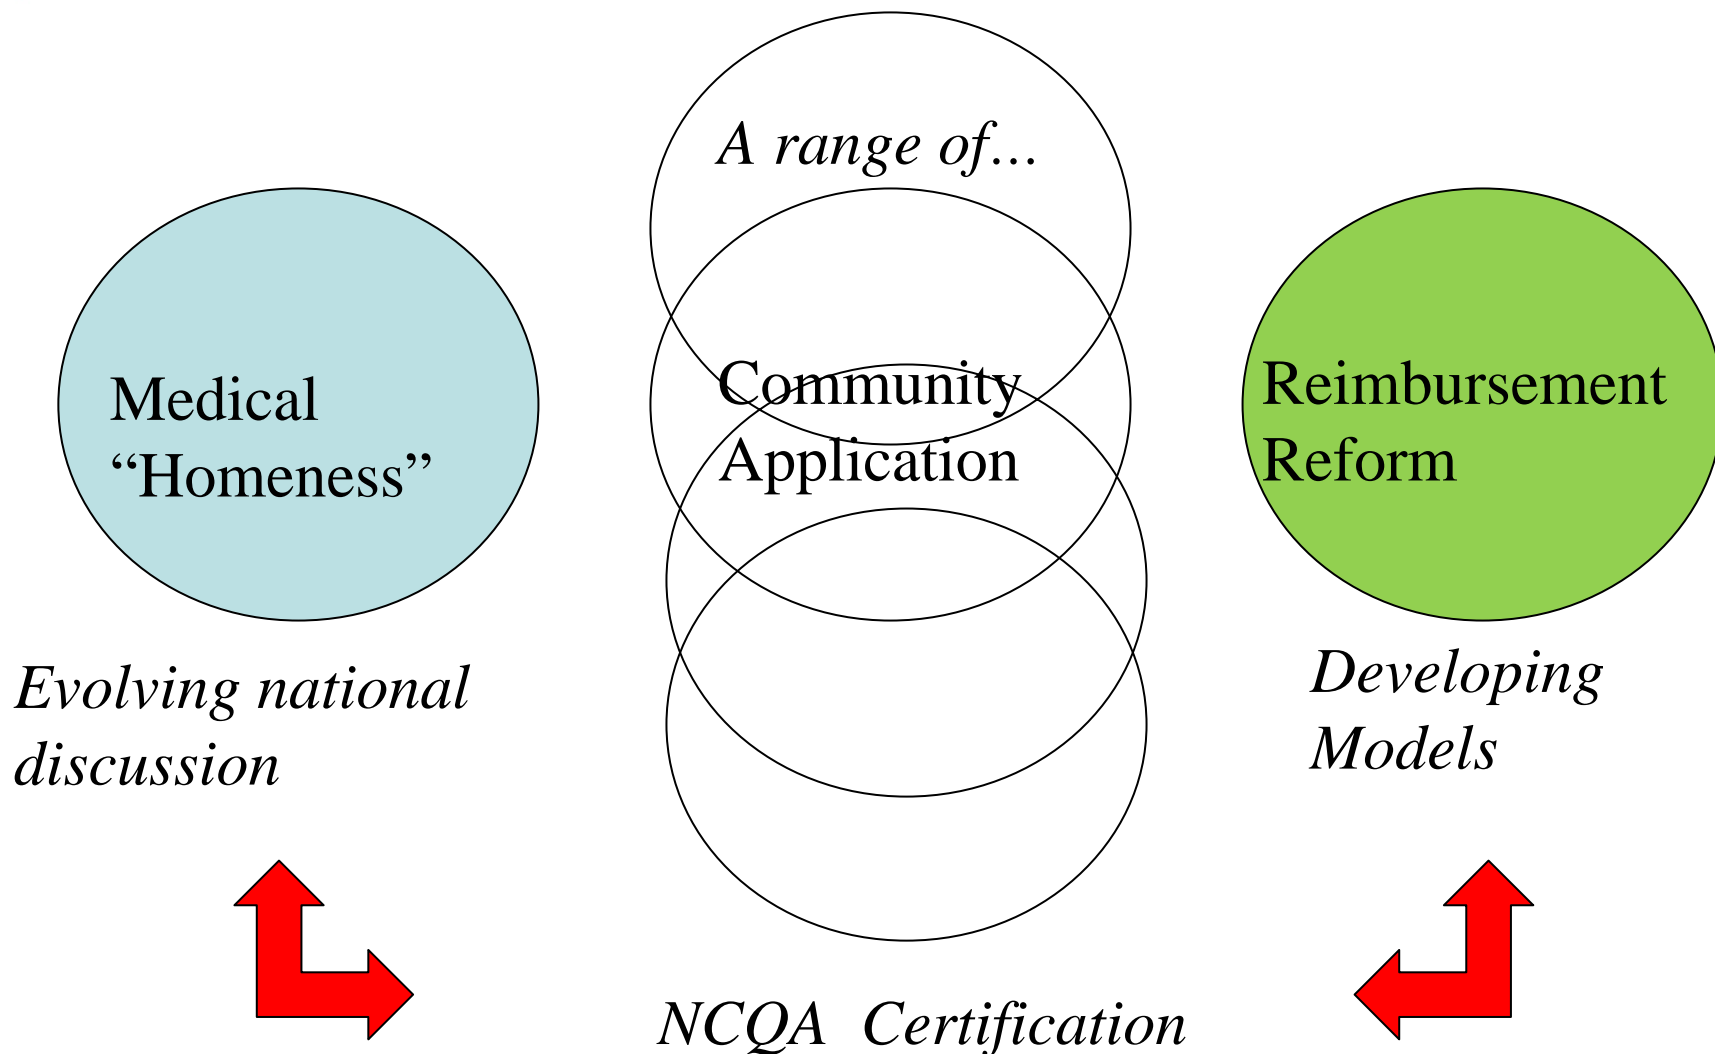 A range of…
Medical
“Homeness”
Community
Application
Reimbursement
Reform
Evolving national
discussion
Developing
Models
NCQA  Certification